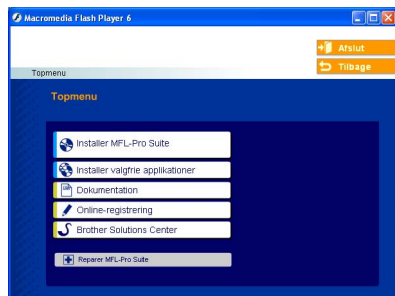 Macromedia Flash Player 6
Afslut
Tilbage
Topmenu
Topmenu
Installer MFL-Pro Suite
Installer valgfrie applikationer
Dokumentation
Online-registrering
Brother Solutions Center
Reparer MFL-Pro Suite